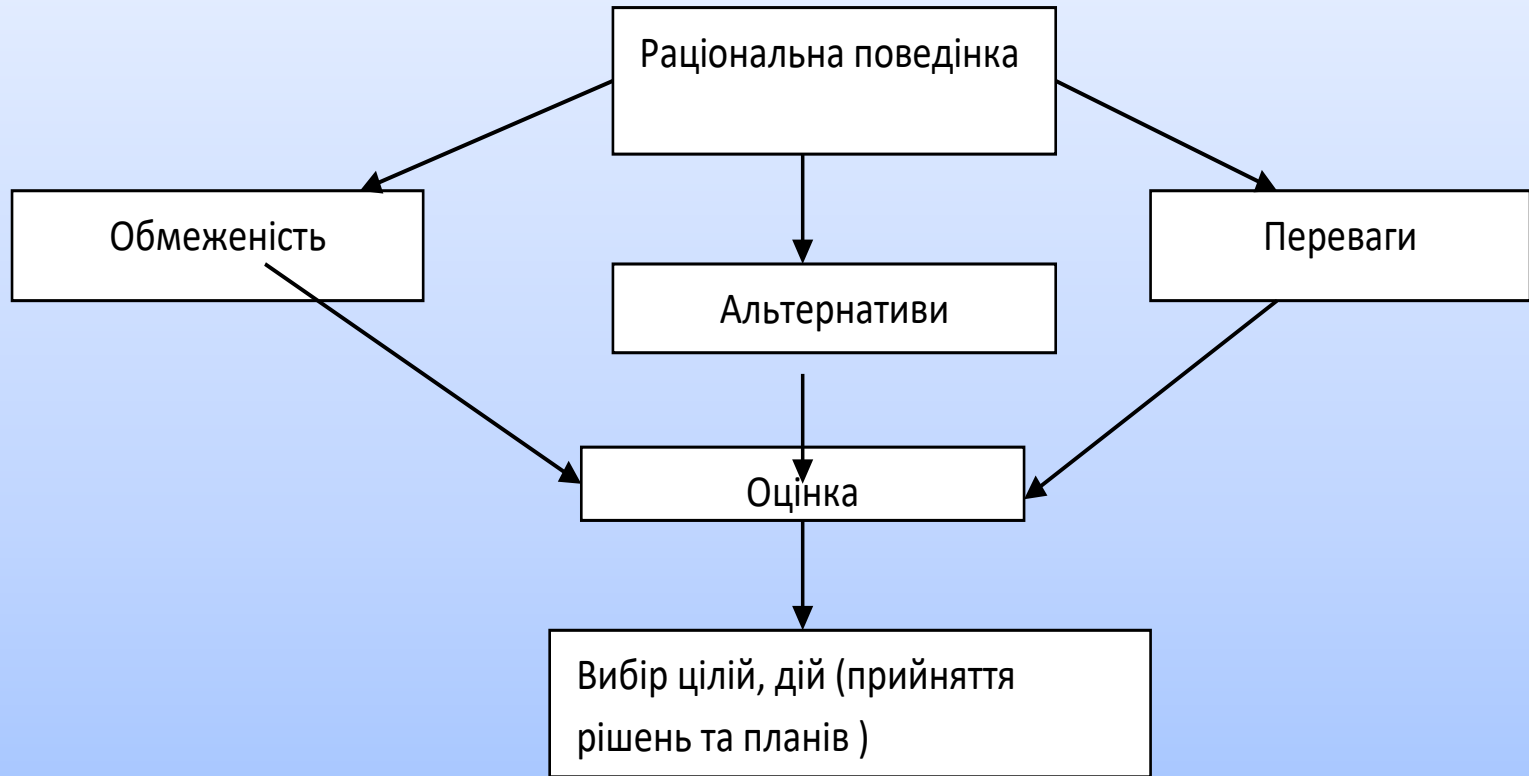 Раціональна поведінка
Обмеженість
Переваги
Альтернативи
Оцінка
Вибір цілій, дій (прийняття
рішень та планів )